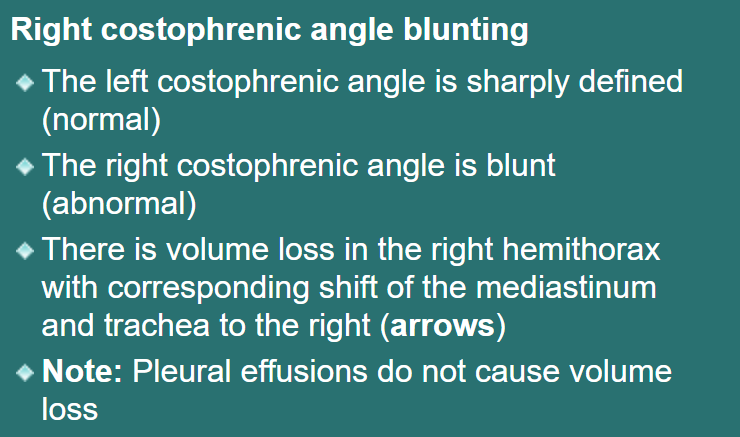 Right costophrenic angle blunting
The left costophrenic angle is sharply defined
(normal)
The right costophrenic angle is blunt
(abnormal)
There is volume loss in the right hemithorax
with corresponding shift of the mediastinum
and trachea to the right (arrows)
Note: Pleural effusions do not cause volume
loss